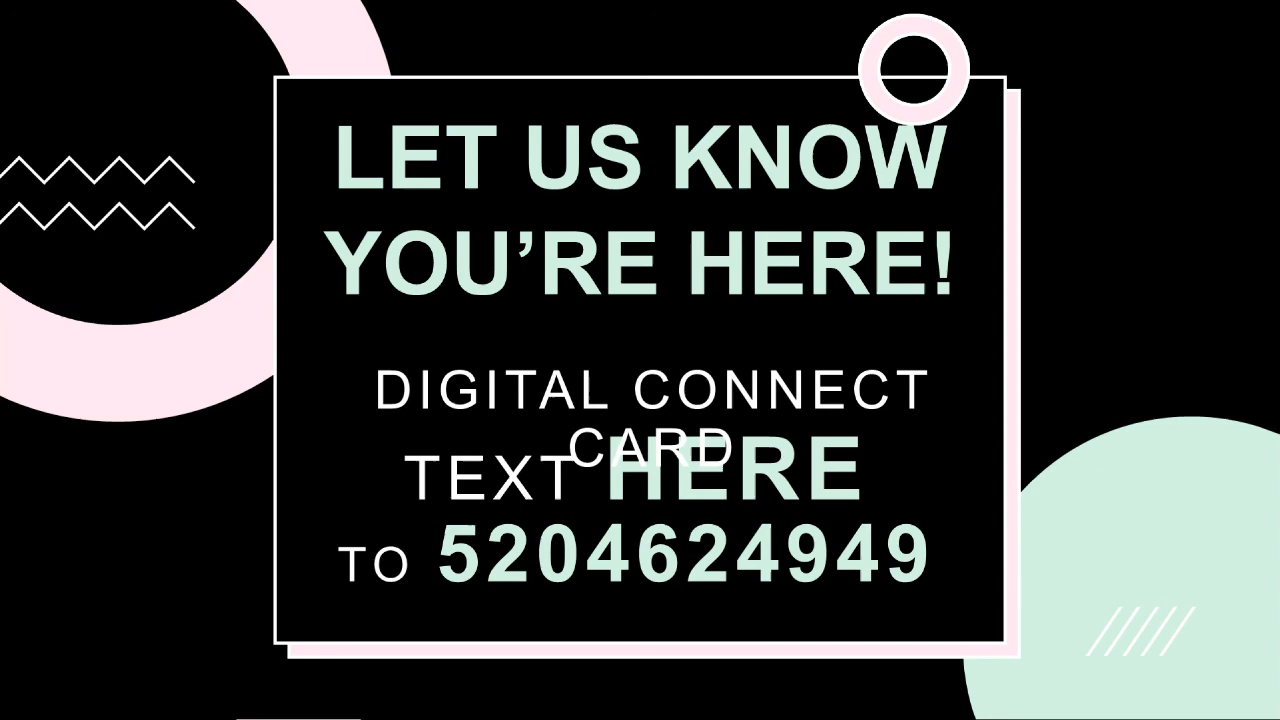 LET US KNOW
YOU’RE HERE!
DIGITAL CONNECT
CARD
TEXT HERE
TO 5204624949